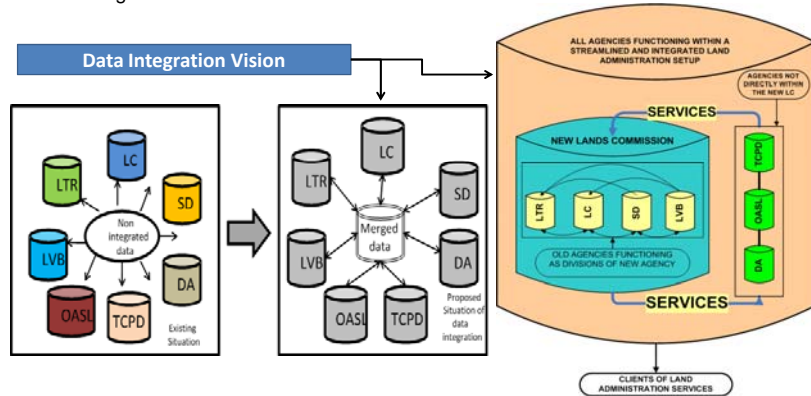 Data Integration Vision
LC
LTR
SD
Non
integrated data
LVB
DA
OASL
TCPD
Existing
Situation
LC
LTR
SD
Merged
data
LVB
DA
OASL
TCPD
Proposed
Situation of
data
integration
ALL AGENCIES FUNCTIONING WITHIN A
STREAMLINED AND INTEGRATED LAND
ADMINISTRATION SETUP
AGENCIES NOT
DIRECTLY WITHIN
THE NEW LC
SERVICES
NEW LANDS COMMISSION
LTR
LC
SD
LVB
OLD AGENCIES FUNCTIONING
AS DIVISIONS OF NEW AGENCY
TCPD
OASL
DA
SERVICES
CLIENTS OF LAND
ADMINISTRATION SERVICES